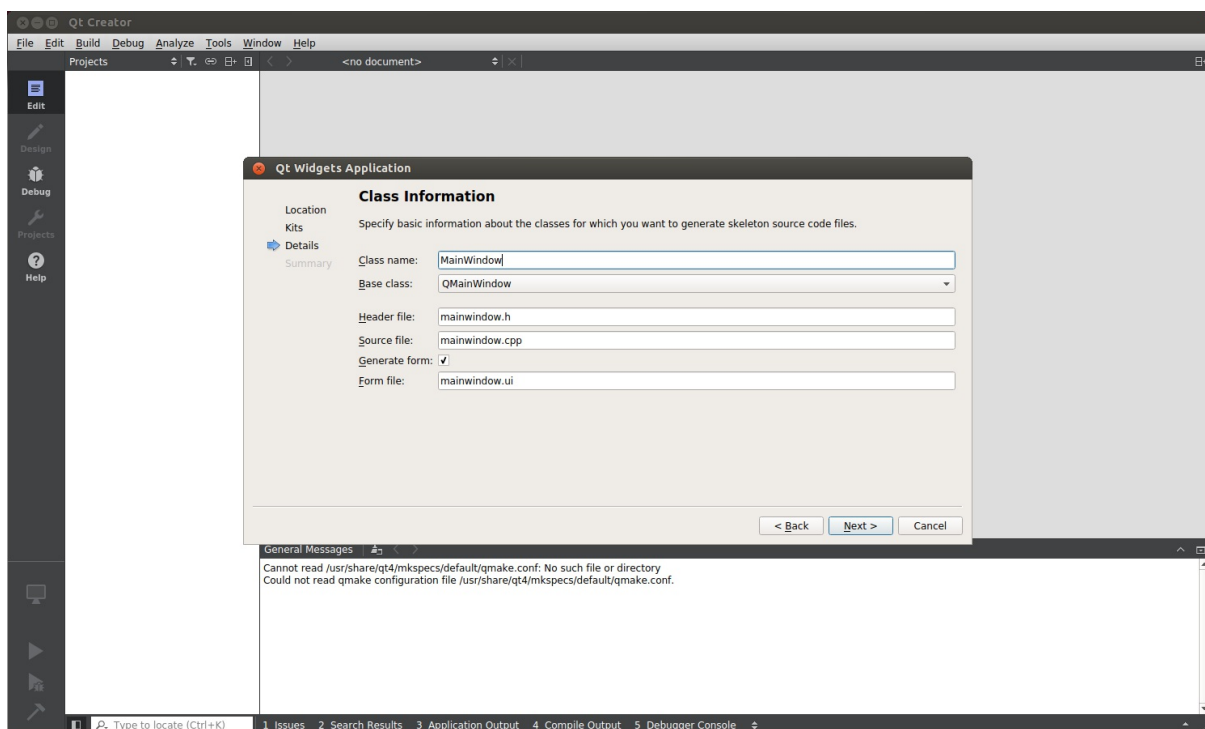 Qt Creator
File Edit Build Debug Analyze Tools Window Help
Projects <no document>
Edit
Design
Debug
Projects
Help
Qt Widgets Application
Location
Kits
Details
Summary
Class Information
Specify basic information about the classes for which you want to generate skeleton source code files.
Class name: MainWindow
Base class: QMainWindow
Header file: mainwindow.h
Source file: mainwindow.cpp
Generate form:
Form file: mainwindow.ui
< Back Next > Cancel
General Messages
Cannot read /usr/share/qt4/mkspecs/default/qmake.conf: No such file or directory
Could not read qmake configuration file /usr/share/qt4/mkspecs/default/qmake.conf.
Type to locate (Ctrl+K) 1 Issues 2 Search Results 3 Application Output 4 Compile Output 5 Debugger Console